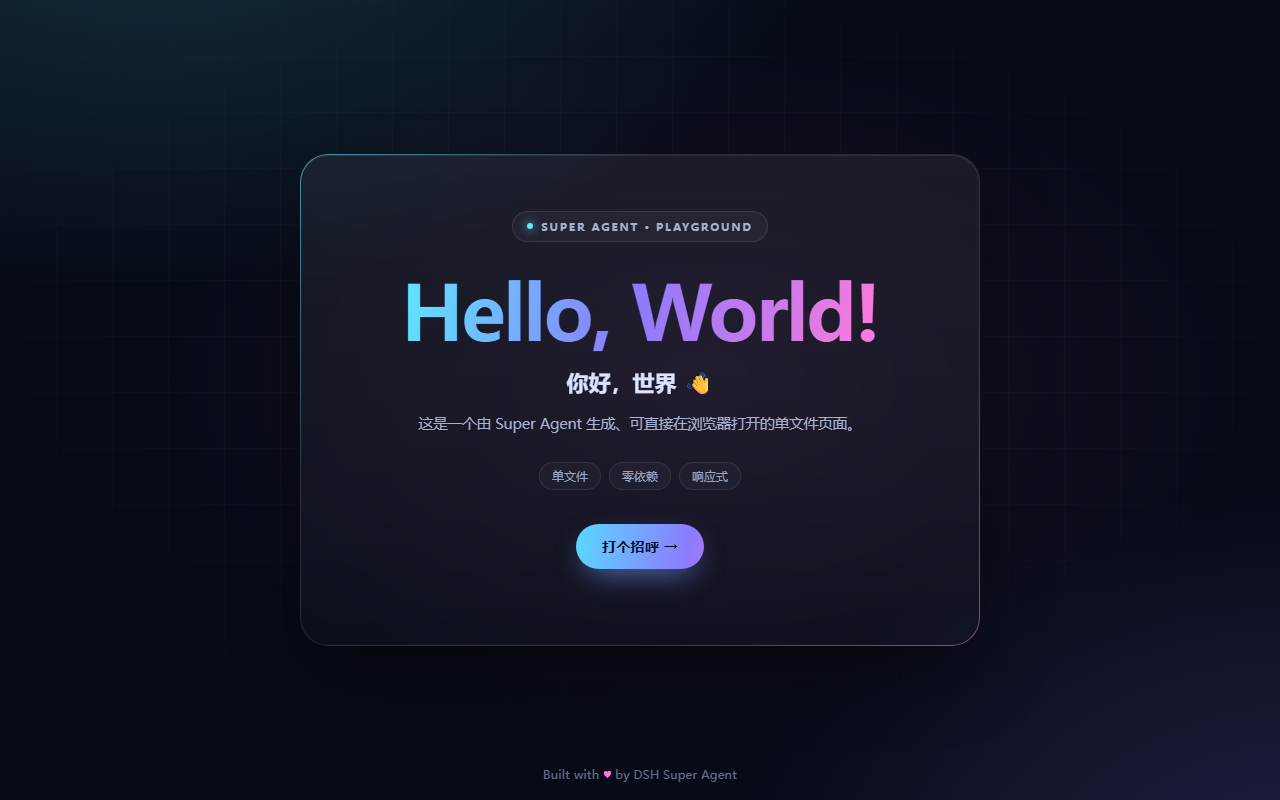 SUPER AGENT • PLAYGROUND
Hello, World!
你好，世界 👋
这是一个由 Super Agent 生成、可直接在浏览器打开的单文件页面。
单文件 零依赖 响应式
打个招呼 →
Built with ♥ by DSH Super Agent